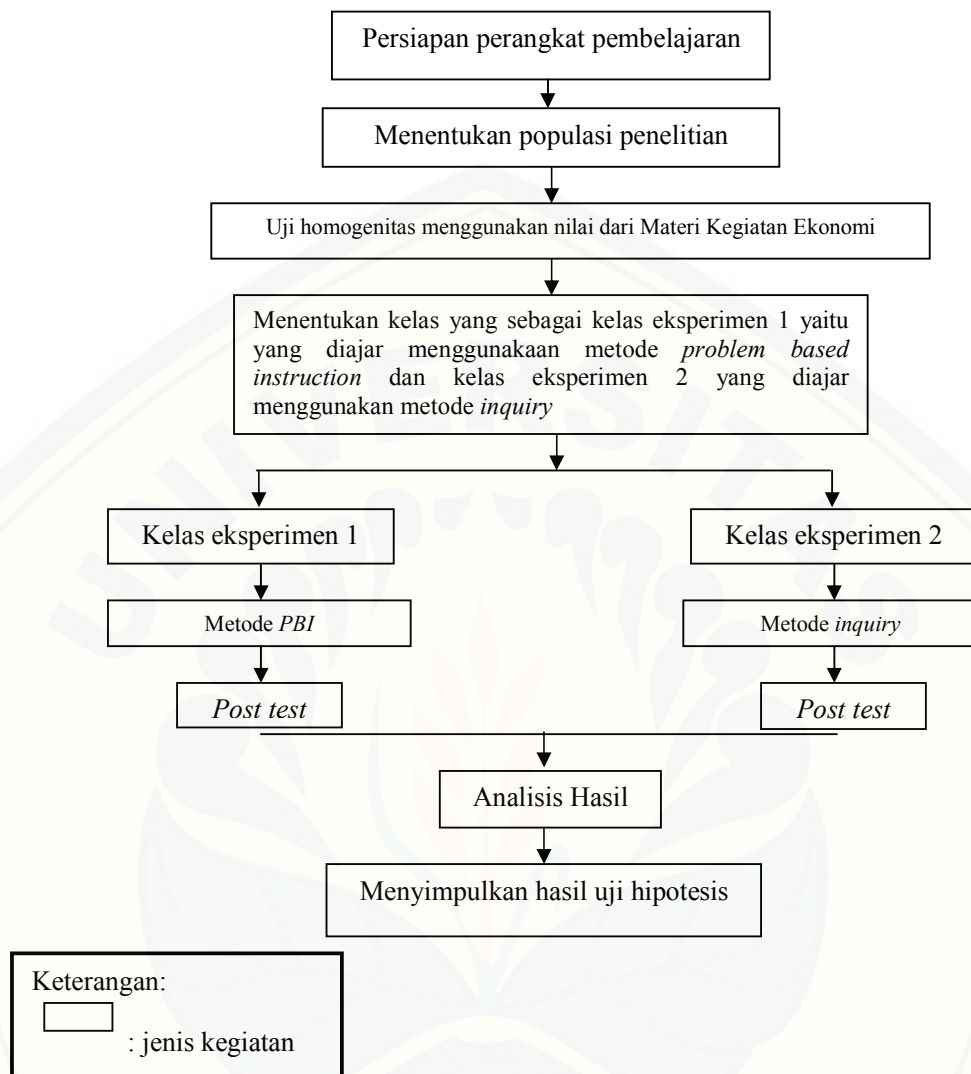 Persiapan perangkat pembelajaran
Menentukan populasi penelitian
Uji homogenitas menggunakan nilai dari Materi Kegiatan Ekonomi
Menentukan kelas yang sebagai kelas eksperimen 1 yaitu
yang diajar menggunakaan metode problem based
instruction dan kelas eksperimen 2 yang diajar
menggunakan metode inquiry
Kelas eksperimen 1
Kelas eksperimen 2
Metode PBI
Metode inquiry
Post test
Post test
Analisis Hasil
Menyimpulkan hasil uji hipotesis
Keterangan:
: jenis kegiatan
UNIVERSITAS